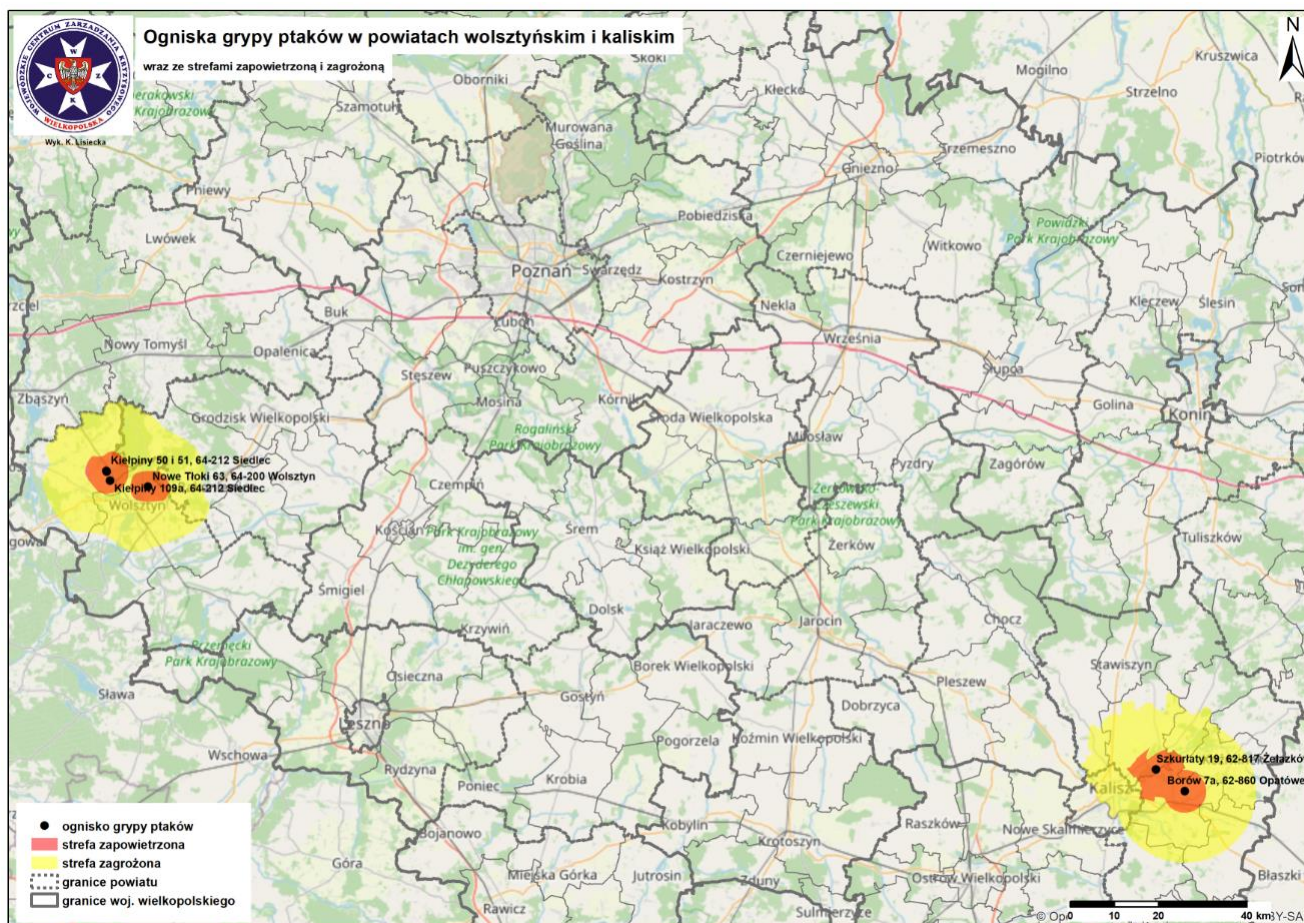 WOJEWÓDZKIE CENTRUM ZARZĄDZANIA KRYZYSOWEGO
WIELKOPOLSKA
W
C Z
K
Wyk. K. Lisiecka
Ogniska grypy ptaków w powiatach wolsztyńskim i kaliskim
wraz ze strefami zapowietrzoną i zagrożoną
N
Skoki
Kruszwica
Oborniki
Mogilno
Kłecko
Strzelno
Szamotuł
Krajobrazowy
Murowana
Goślina
Trzemeszno
Piotrków
Gniezno
Pniewy
Pobiedziska
Powidzki
Park Krajobrazowy
Lwówek
Witkowo
Czerniejewo
Poznań
Swarzędz
Kostrzyn
Kleczew
Ślesin
Nekla
Buk
Luboń
Września
Nowy Tomyśl
Opalenica
Słupca
Stęszew
Puszczykowo
Zbąszyń
Mosina
Kórnik
Golina
Konin
Grodzisk Wielkopolski
Środa Wielkopolska
Rogaliński
Park Krajobrazowy
Miłosław
Kiełpiny 50 i 51, 64-212 Siedlec
Pyzdry
Zagórów
Nowe Tłoki 63, 64-200 Wolsztyn
Kiełpiny 109a, 64-212 Siedlec
Czempiń
Żerkowsko-
Czeszewski
Park Krajobrazowy
Wolsztyn
Kościan
Park Krajobrazowy
im. gen.
Dezyderego
Chłapowskiego
Śrem
Tuliszków
Książ Wielkopolski
Żerków
Śmigiel
Dolsk
Chocz
Krzywiń
Jaraczewo
Jarocin
Przemęcki
Park Krajobrazowy
Borek Wielkopolski
Stawiszyn
Osieczna
Pleszew
Sława
Gostyń
Dobrzyca
Leszno
Pogorzela
Koźmin Wielkopolski
Wschowa
Rydzyna
Szkurłaty 19, 62-817 Żelazków
Krobia
Poniec
Borów 7a, 62-860 Opatówe
Kalisz
Kobylin
Raszków
Nowe Skalmierzyce
Bojanowo
Krotoszyn
Góra
Miejska Górka
Jutrosin
Zduny
Ostrów Wielkopolski
Błaszki
Rawicz
Sulmierzyce
ognisko grypy ptaków
strefa zapowietrzona
strefa zagrożona
granice powiatu
granice woj. wielkopolskiego
0 10 20 40 km